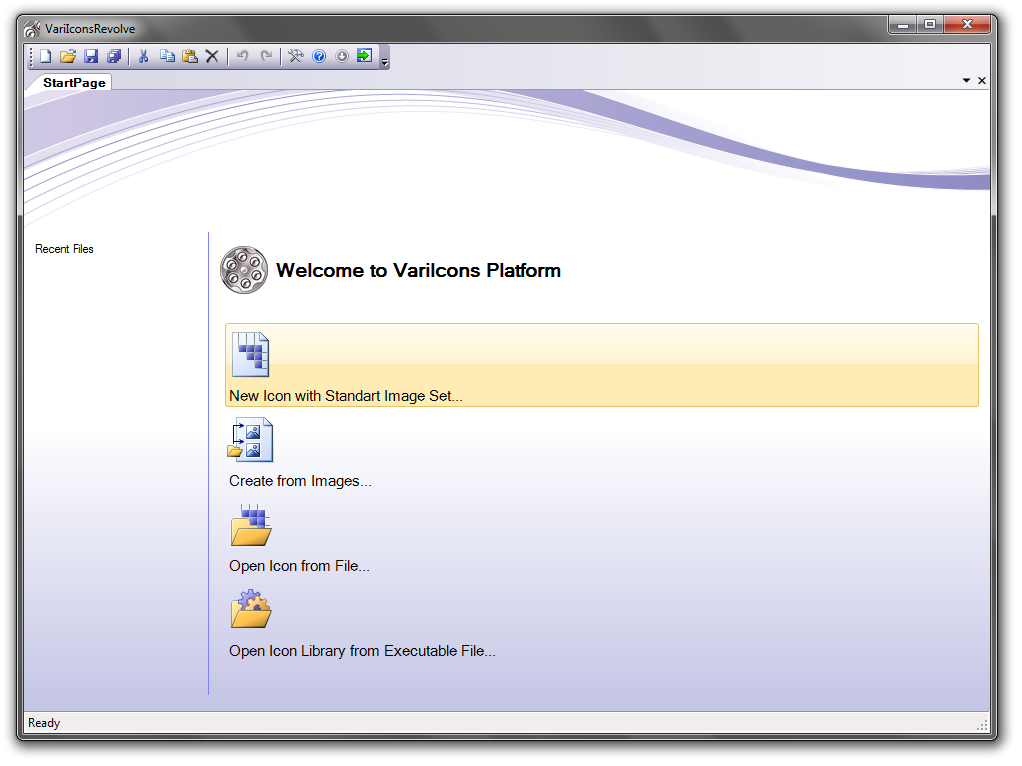 VariIconsRevolve
StartPage
Recent Files
Welcome to VariIcons Platform
New Icon with Standart Image Set...
Create from Images...
Open Icon from File...
Open Icon Library from Executable File...
Ready